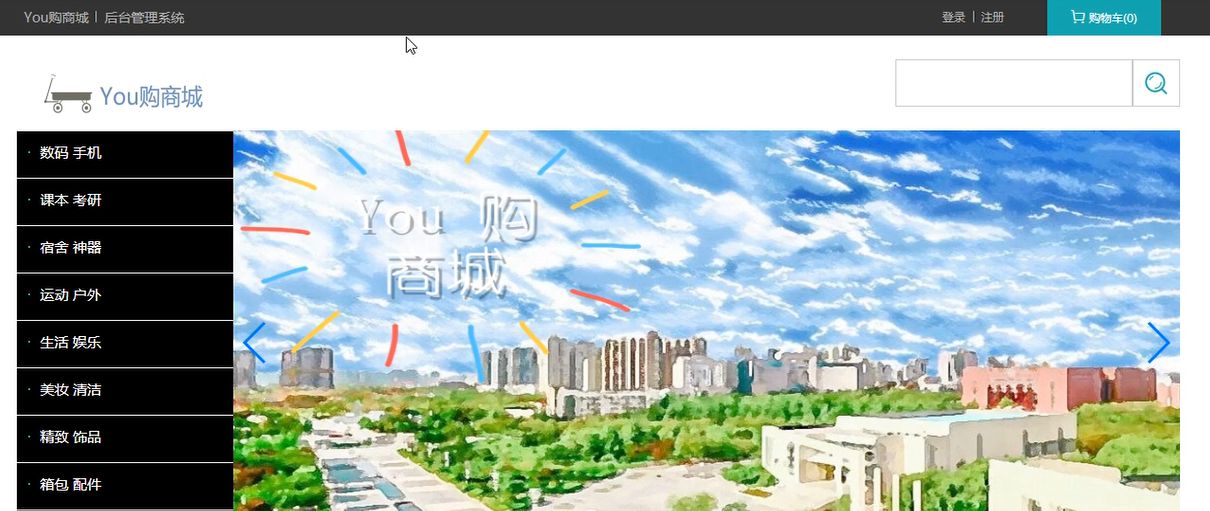 You购商城 | 后台管理系统
登录 | 注册
购物车(0)
You购商城
· 数码 手机
· 课本 考研
· 宿舍 神器
· 运动 户外
· 生活 娱乐
· 美妆 清洁
· 精致 饰品
· 箱包 配件
You 购
商城